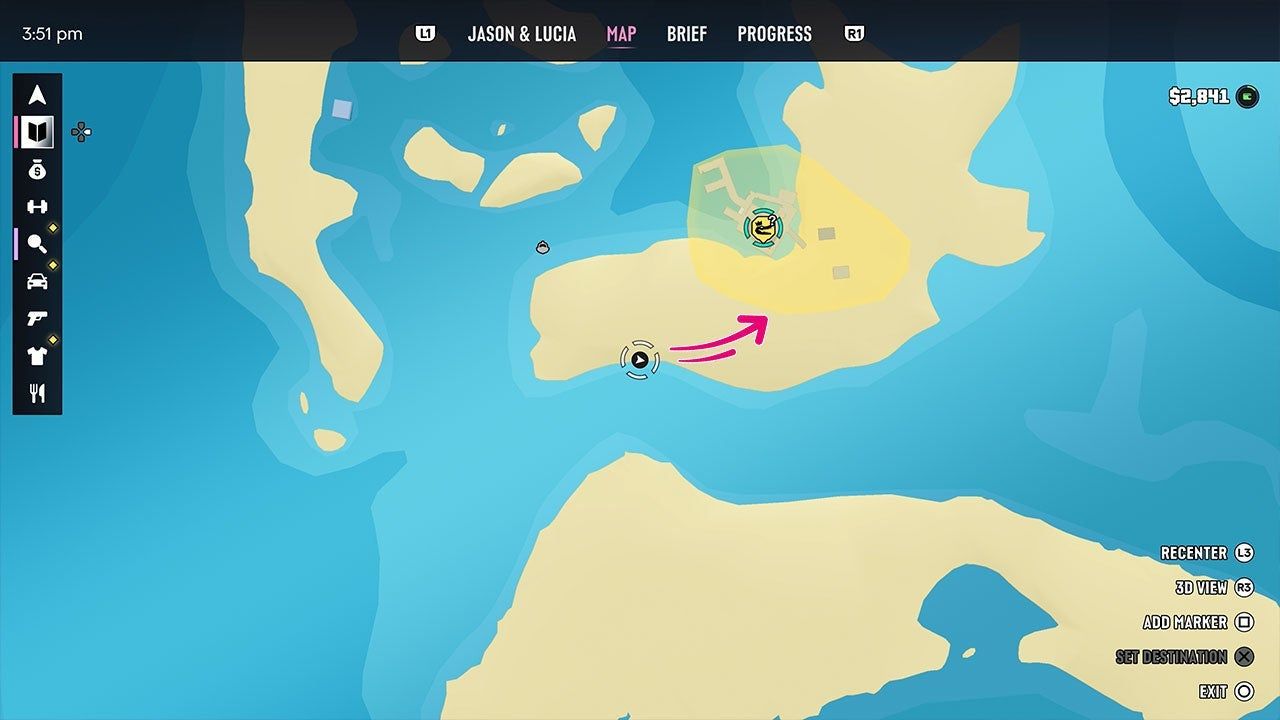 3:51 pm
L1 JASON & LUCIA MAP BRIEF PROGRESS R1
$2,841
RECENTER L3
3D VIEW R3
ADD MARKER
SET DESTINATION
EXIT